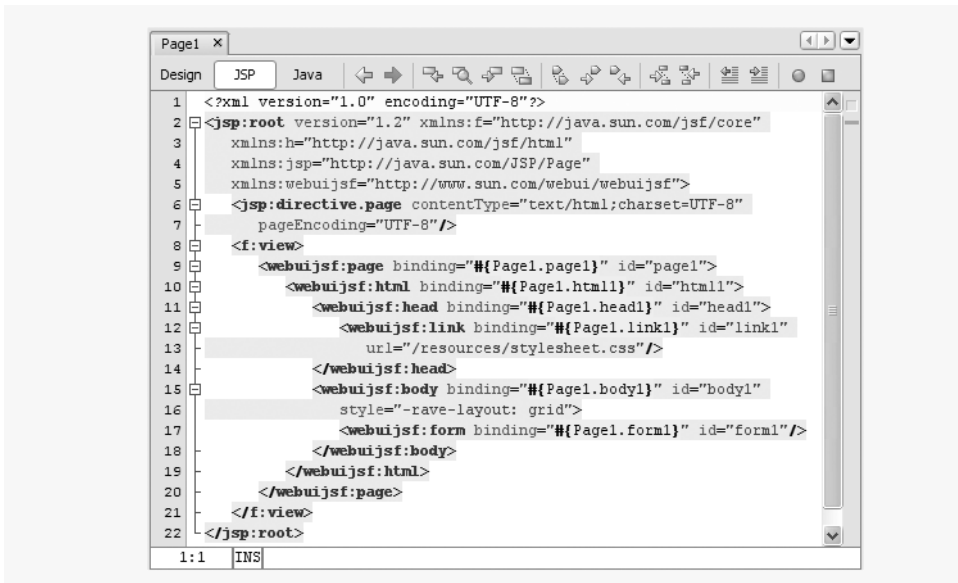 Page1 ×
Design JSP Java
1 <?xml version="1.0" encoding="UTF-8"?>
2 <jsp:root version="1.2" xmlns:f="http://java.sun.com/jsf/core"
3 xmlns:h="http://java.sun.com/jsf/html"
4 xmlns:jsp="http://java.sun.com/JSP/Page"
5 xmlns:webuijsf="http://www.sun.com/webui/webuijsf">
6 <jsp:directive.page contentType="text/html;charset=UTF-8"
7 pageEncoding="UTF-8"/>
8 <f:view>
9 <webuijsf:page binding="#{Page1.page1}" id="page1">
10 <webuijsf:html binding="#{Page1.html1}" id="html1">
11 <webuijsf:head binding="#{Page1.head1}" id="head1">
12 <webuijsf:link binding="#{Page1.link1}" id="link1"
13 url="/resources/stylesheet.css"/>
14 </webuijsf:head>
15 <webuijsf:body binding="#{Page1.body1}" id="body1"
16 style="-rave-layout: grid">
17 <webuijsf:form binding="#{Page1.form1}" id="form1"/>
18 </webuijsf:body>
19 </webuijsf:html>
20 </webuijsf:page>
21 </f:view>
22 </jsp:root>
1:1 INS